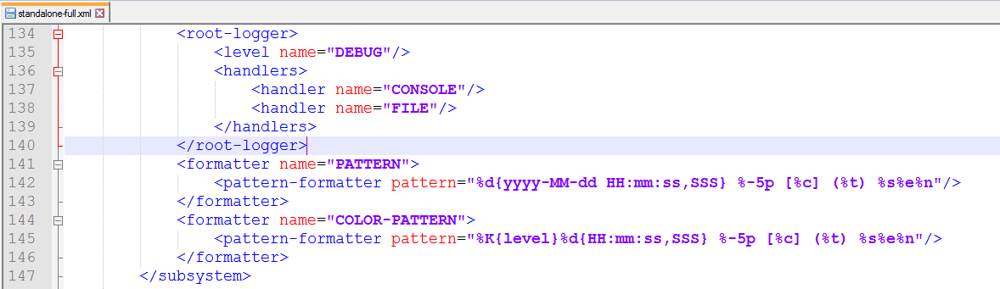 standalone-full.xml
134 <root-logger>
135 <level name="DEBUG"/>
136 <handlers>
137 <handler name="CONSOLE"/>
138 <handler name="FILE"/>
139 </handlers>
140 </root-logger>
141 <formatter name="PATTERN">
142 <pattern-formatter pattern="%d{yyyy-MM-dd HH:mm:ss,SSS} %-5p [%c] (%t) %s%e%n"/>
143 </formatter>
144 <formatter name="COLOR-PATTERN">
145 <pattern-formatter pattern="%K{level}%d{HH:mm:ss,SSS} %-5p [%c] (%t) %s%e%n"/>
146 </formatter>
147 </subsystem>